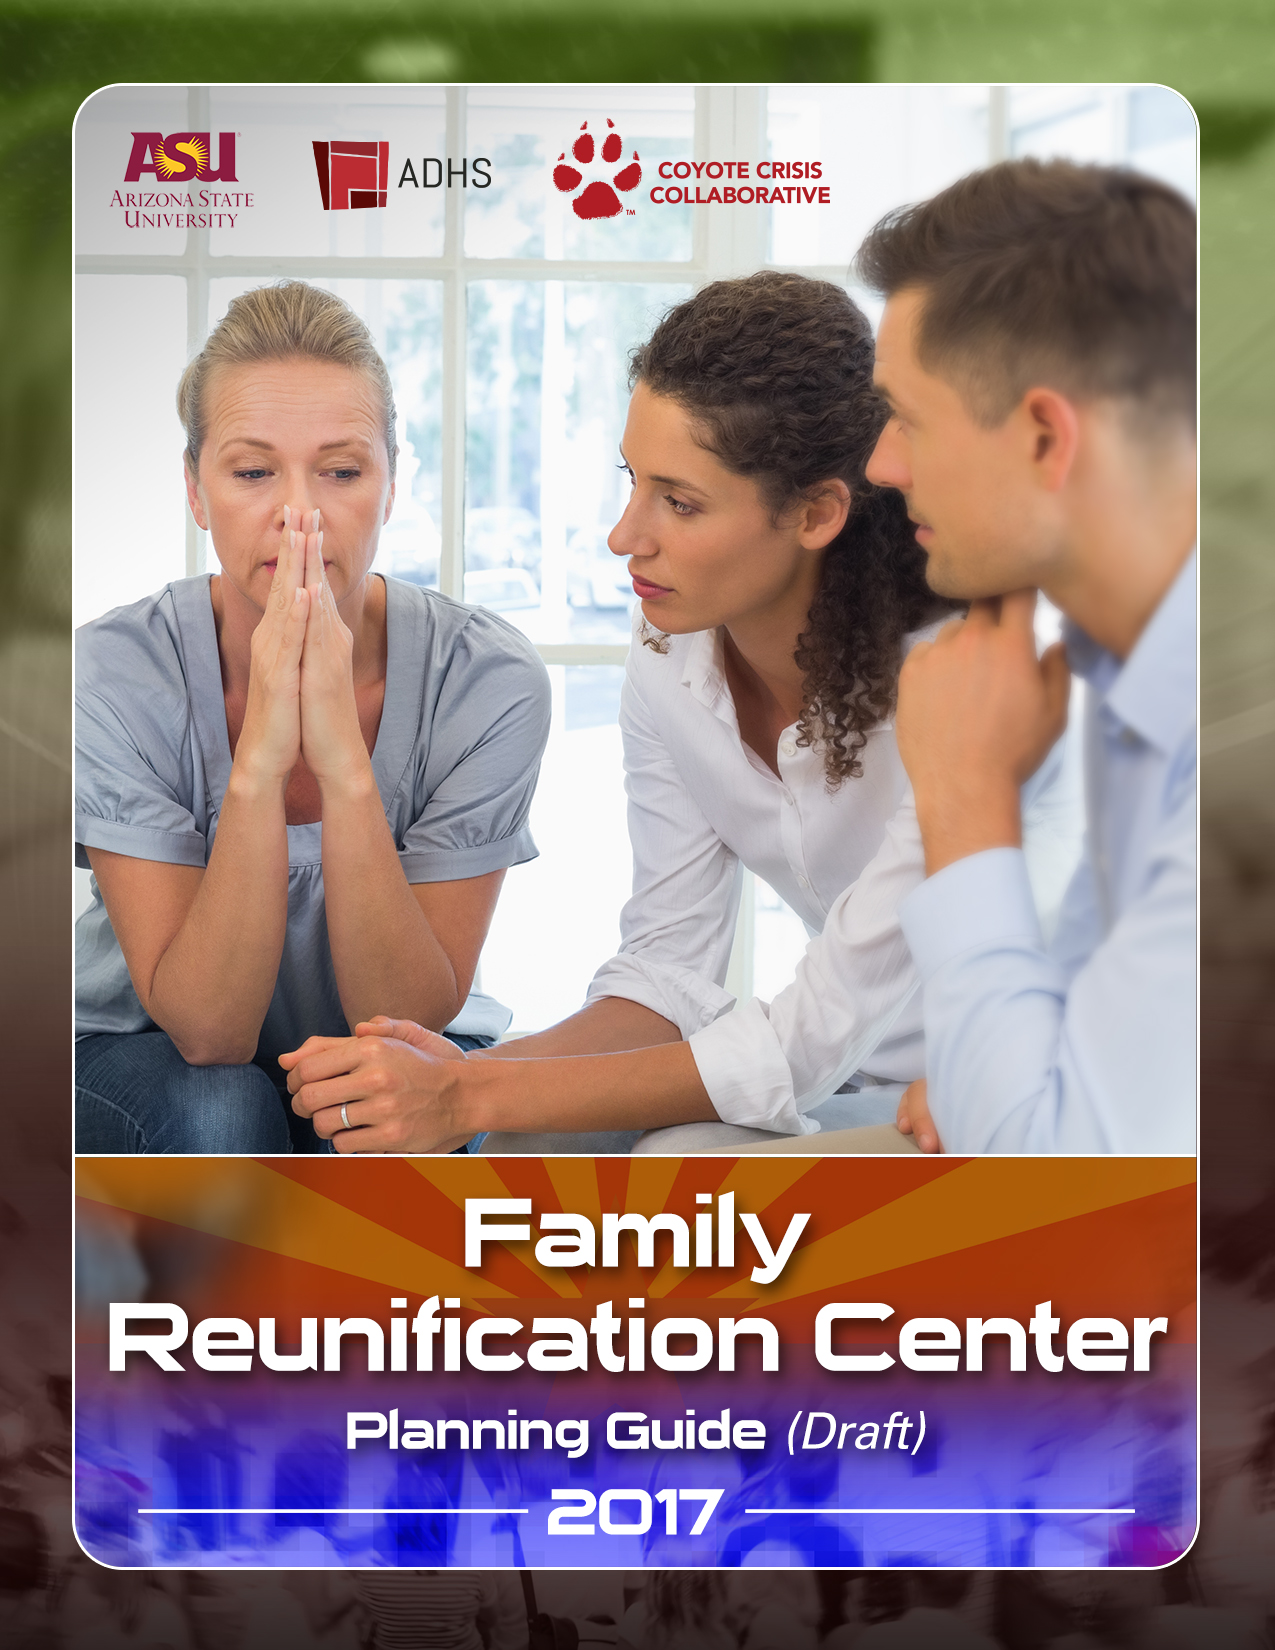 ASU
ARIZONA STATE
UNIVERSITY
ADHS
COYOTE CRISIS
COLLABORATIVE
TM
Family
Reunification Center
Planning Guide (Draft)
2017